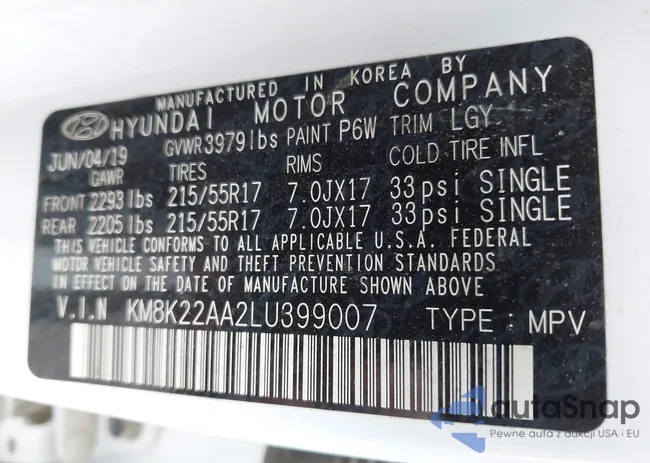 MANUFACTURED IN KOREA BY
HYUNDAI MOTOR COMPANY
JUN/04/19 GVWR 3979lbs PAINT P6W TRIM LGY
GAWR TIRES RIMS COLD TIRE INFL
FRONT 2293lbs 215/55R17 7.0JX17 33psi SINGLE
REAR 2205lbs 215/55R17 7.0JX17 33psi SINGLE
THIS VEHICLE CONFORMS TO ALL APPLICABLE U.S.A. FEDERAL
MOTOR VEHICLE SAFETY AND THEFT PREVENTION STANDARDS
IN EFFECT ON THE DATE OF MANUFACTURE SHOWN ABOVE
V.I.N KM8K22AA2LU399007 TYPE: MPV
autaSnap
Pewne auta z aukcji USA i EU